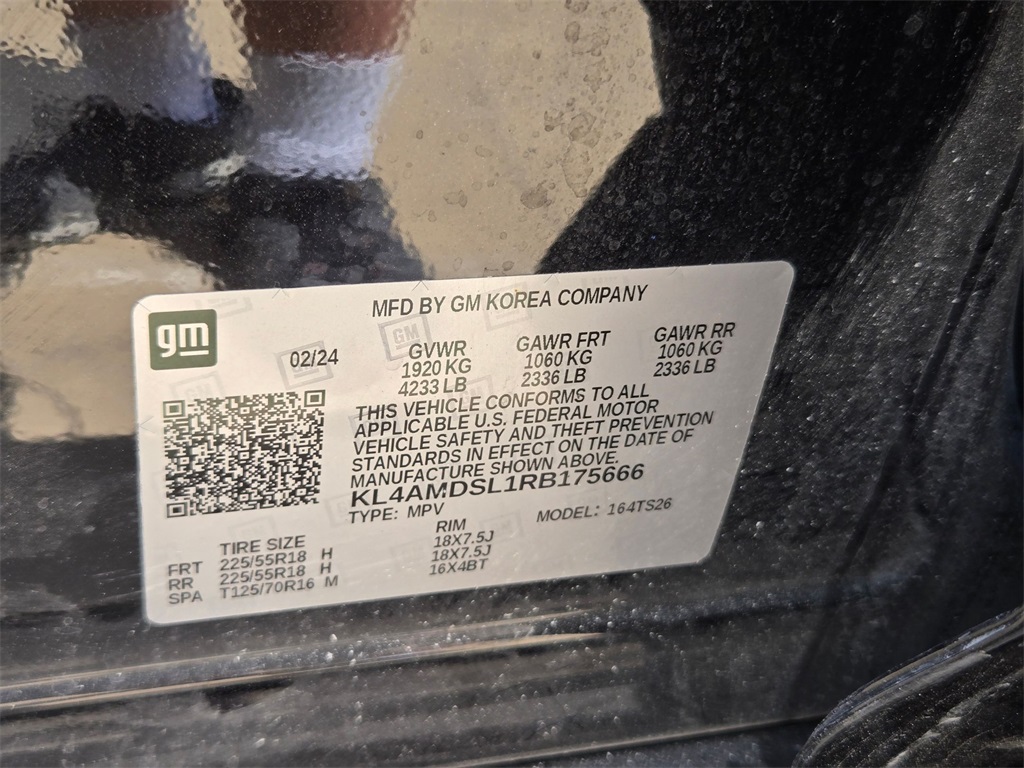 MFD BY GM KOREA COMPANY
gm
02/24
GVWR GAWR FRT GAWR RR
1920 KG 1060 KG 1060 KG
4233 LB 2336 LB 2336 LB
THIS VEHICLE CONFORMS TO ALL
APPLICABLE U.S. FEDERAL MOTOR
VEHICLE SAFETY AND THEFT PREVENTION
STANDARDS IN EFFECT ON THE DATE OF
MANUFACTURE SHOWN ABOVE.
KL4AMDSL1RB175666
TYPE: MPV MODEL: 164TS26
TIRE SIZE RIM
FRT 225/55R18 H 18X7.5J
RR 225/55R18 H 18X7.5J
SPA T125/70R16 M 16X4BT
GM